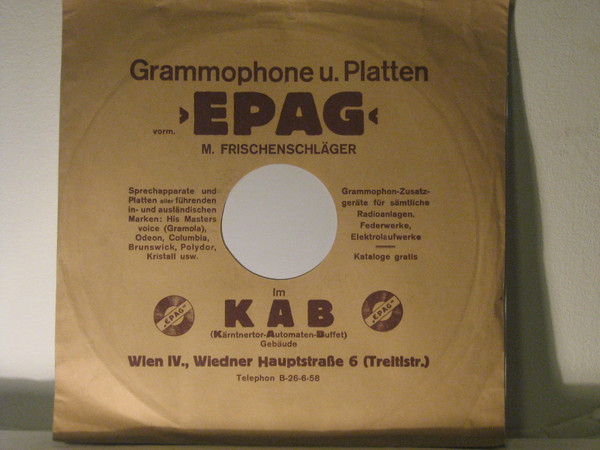 Grammophone u. Platten
vorm. ›EPAG‹
M. FRISCHENSCHLÄGER
Sprechapparate und
Platten aller führenden
in- und ausländischen
Marken: His Masters
voice (Gramola),
Odeon, Columbia,
Brunswick, Polydor,
Kristall usw.
Grammophon-Zusatz-
geräte für sämtliche
Radioanlagen,
Federwerke,
Elektrolaufwerke
Kataloge gratis
Im
„EPAG"
KAB
„EPAG"
(Kärntnertor-Automaten-Buffet)
Gebäude
Wien IV., Wiedner Hauptstraße 6 (Treitlstr.)
Telephon B-26-6-58